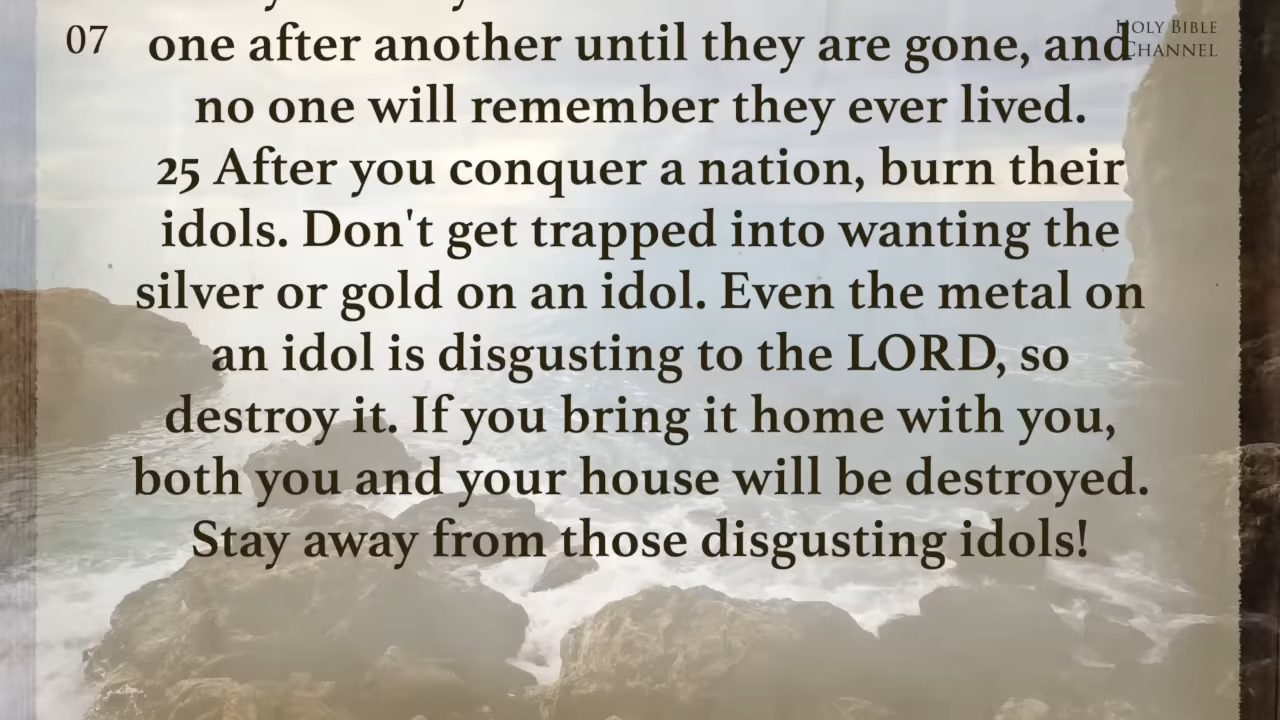 07
HOLY BIBLE
CHANNEL
one after another until they are gone, and
no one will remember they ever lived.
25 After you conquer a nation, burn their
idols. Don't get trapped into wanting the
silver or gold on an idol. Even the metal on
an idol is disgusting to the LORD, so
destroy it. If you bring it home with you,
both you and your house will be destroyed.
Stay away from those disgusting idols!